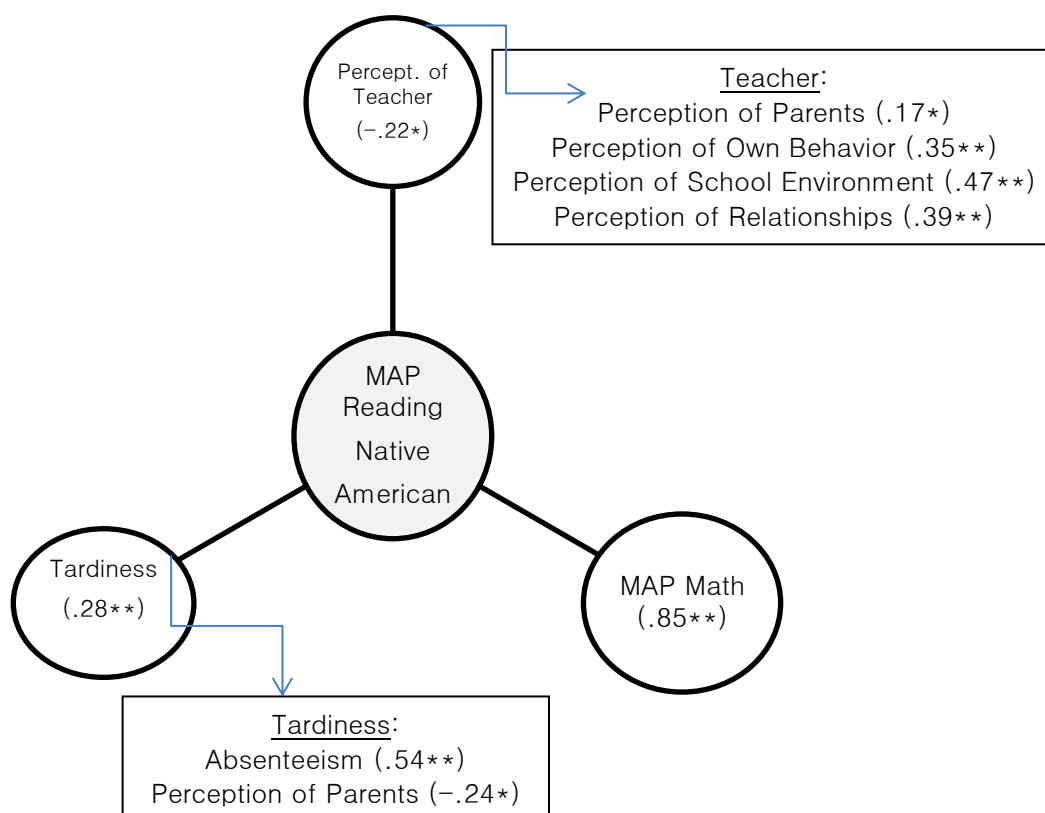 Percept. of
Teacher
(-.22*)
Teacher:
Perception of Parents (.17*)
Perception of Own Behavior (.35**)
Perception of School Environment (.47**)
Perception of Relationships (.39**)
MAP
Reading
Native
American
Tardiness
(.28**)
MAP Math
(.85**)
Tardiness:
Absenteeism (.54**)
Perception of Parents (-.24*)